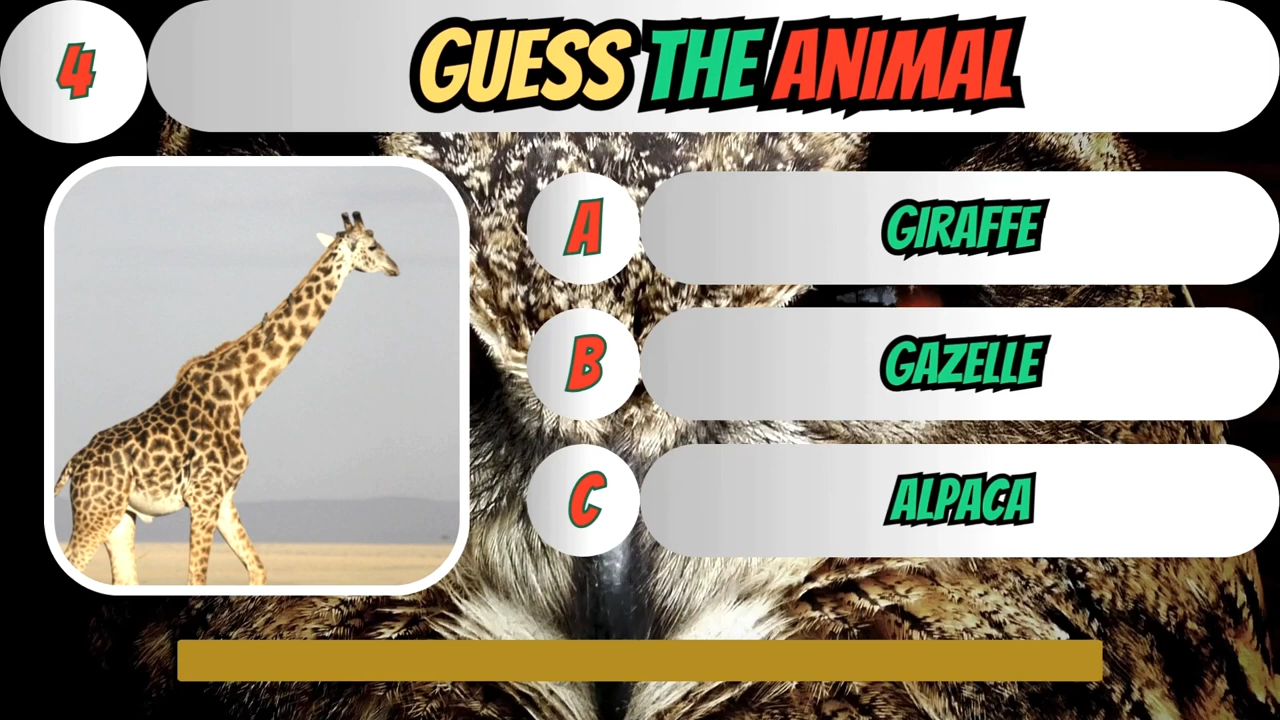 4
GUESS THE ANIMAL
A
GIRAFFE
B
GAZELLE
C
ALPACA